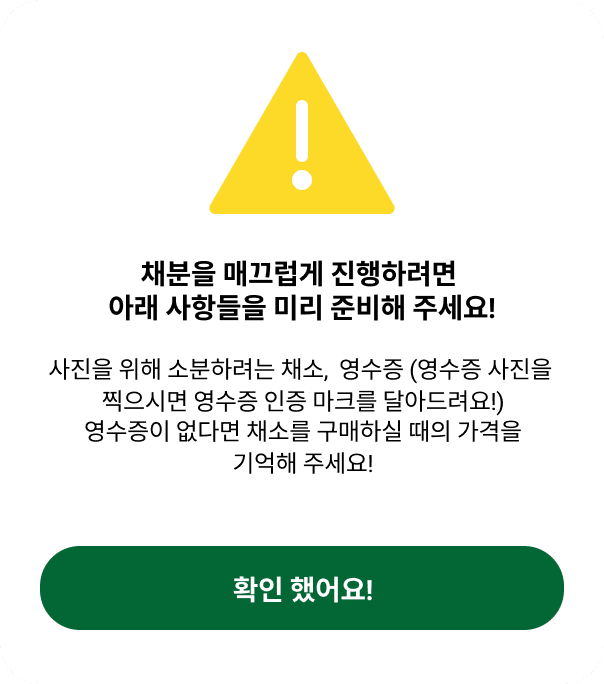 채분을 매끄럽게 진행하려면
아래 사항들을 미리 준비해 주세요!
사진을 위해 소분하려는 채소, 영수증 (영수증 사진을
찍으시면 영수증 인증 마크를 달아드려요!)
영수증이 없다면 채소를 구매하실 때의 가격을
기억해 주세요!
확인 했어요!